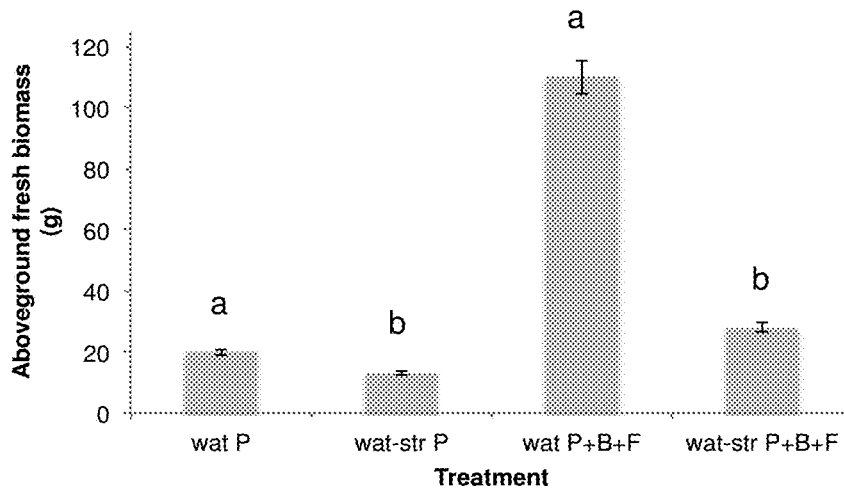 Aboveground fresh biomass
(g)
120
100
80
60
40
20
0
a
b
a
b
wat P
wat-str P
wat P+B+F
wat-str P+B+F
Treatment